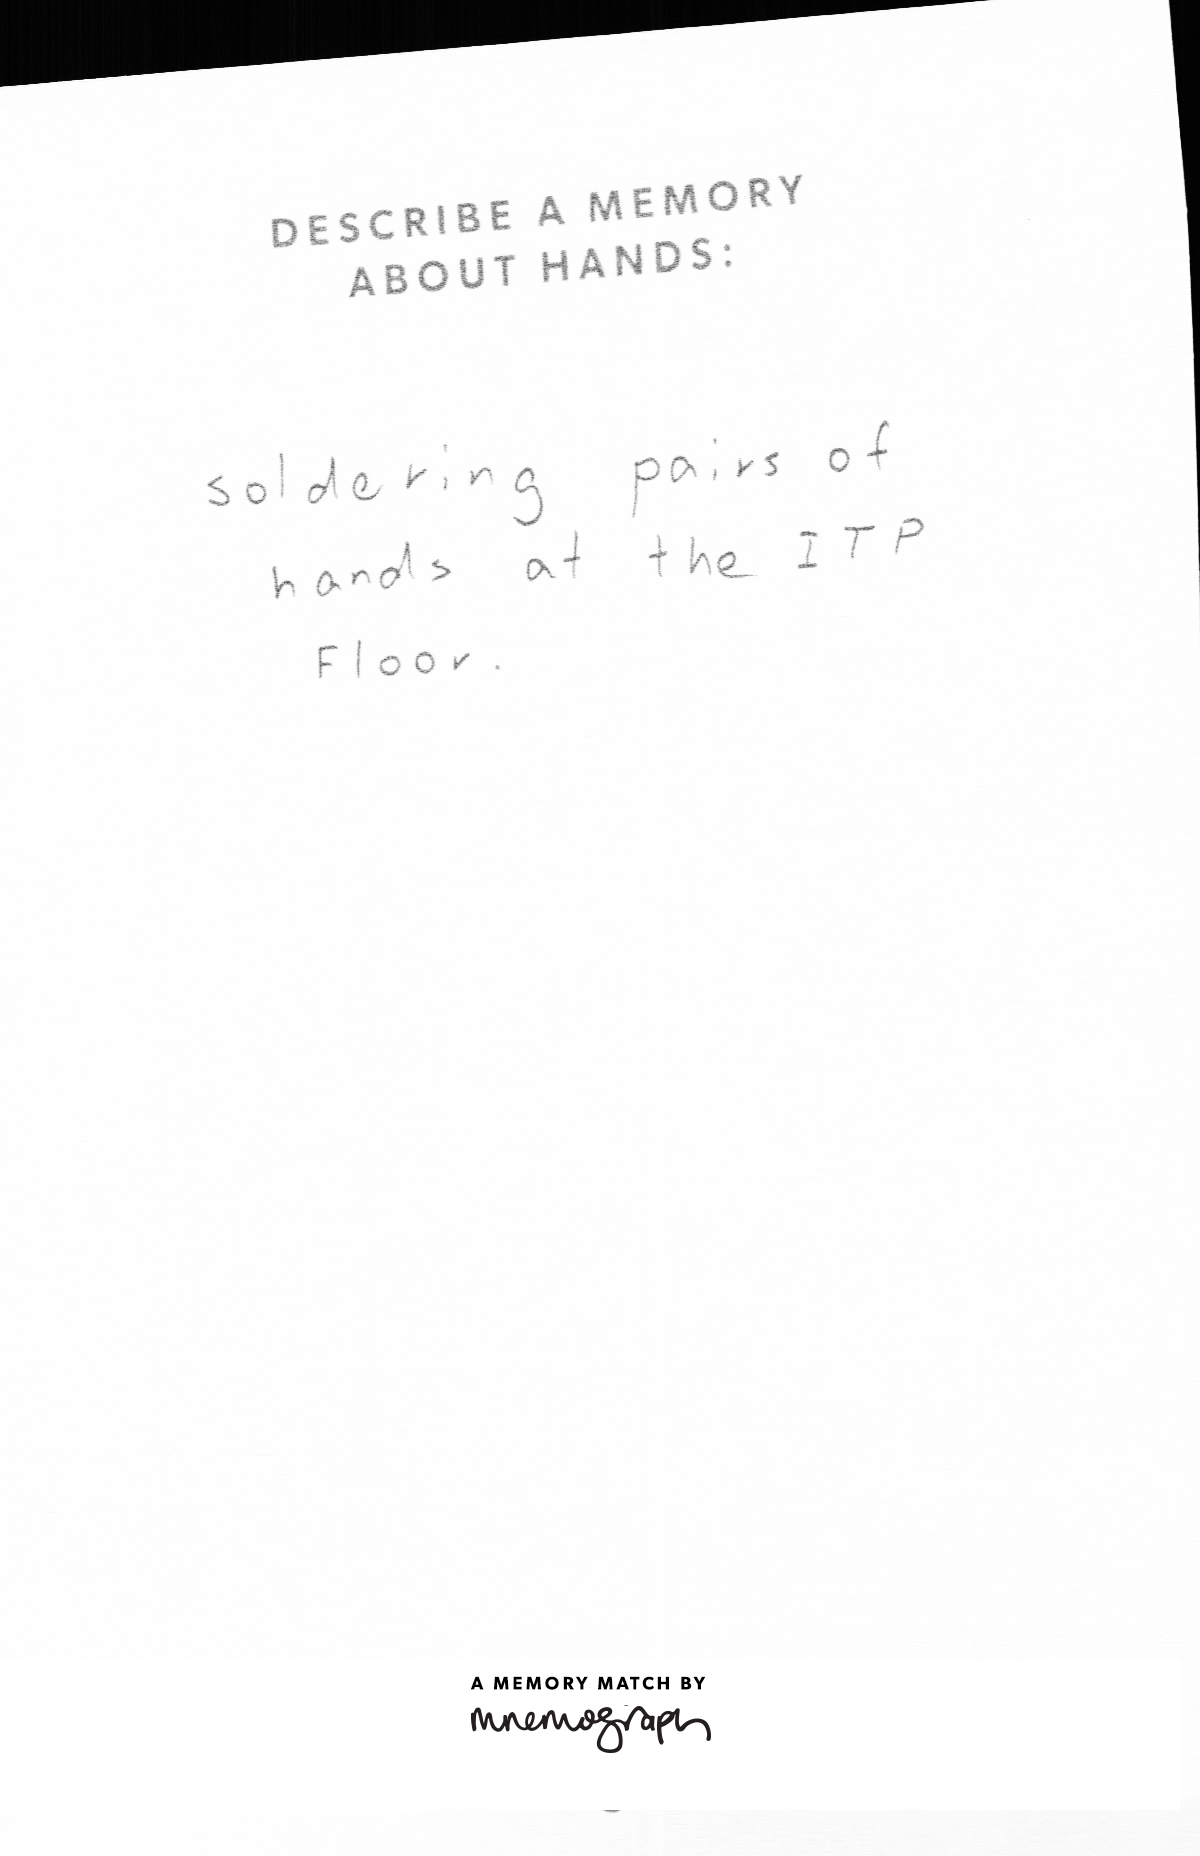 DESCRIBE A MEMORY
ABOUT HANDS:
soldering pairs of
hands at the ITP
Floor.
A MEMORY MATCH BY
mnemograph